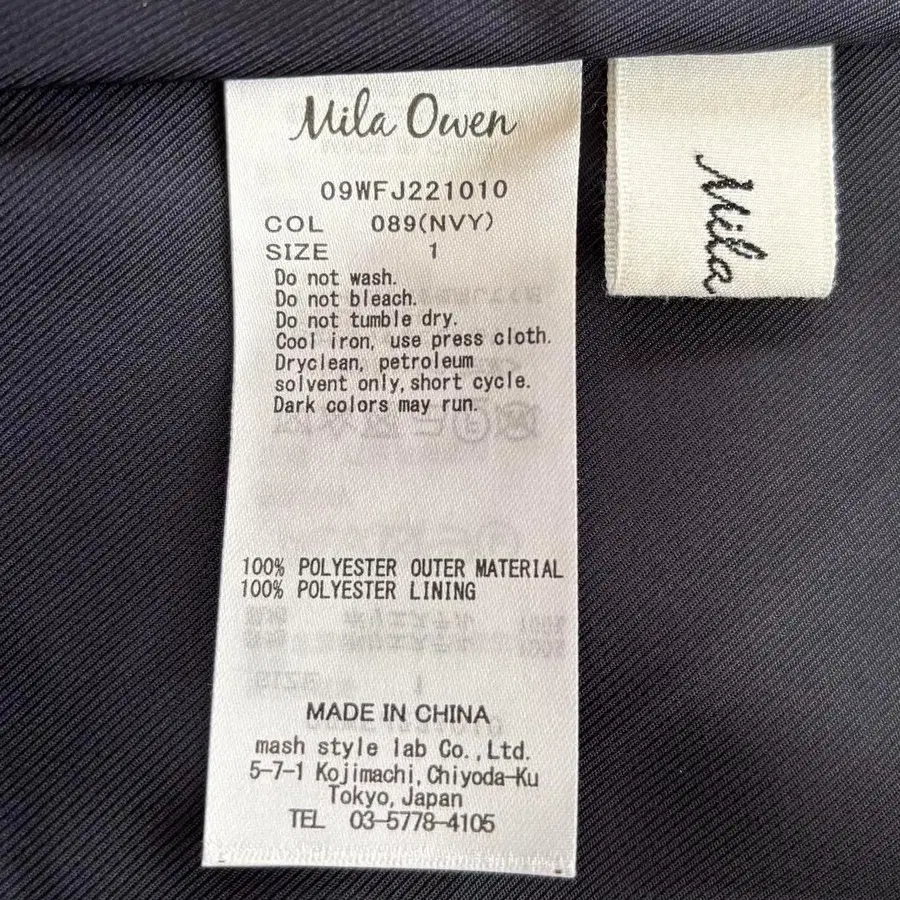 Mila Owen
09WFJ221010
COL 089(NVY)
SIZE 1
Do not wash.
Do not bleach.
Do not tumble dry.
Cool iron, use press cloth.
Dryclean, petroleum
solvent only, short cycle.
Dark colors may run.
100% POLYESTER OUTER MATERIAL
100% POLYESTER LINING
MADE IN CHINA
mash style lab Co.,Ltd.
5-7-1 Kojimachi, Chiyoda-Ku
Tokyo, Japan
TEL 03-5778-4105
Mila